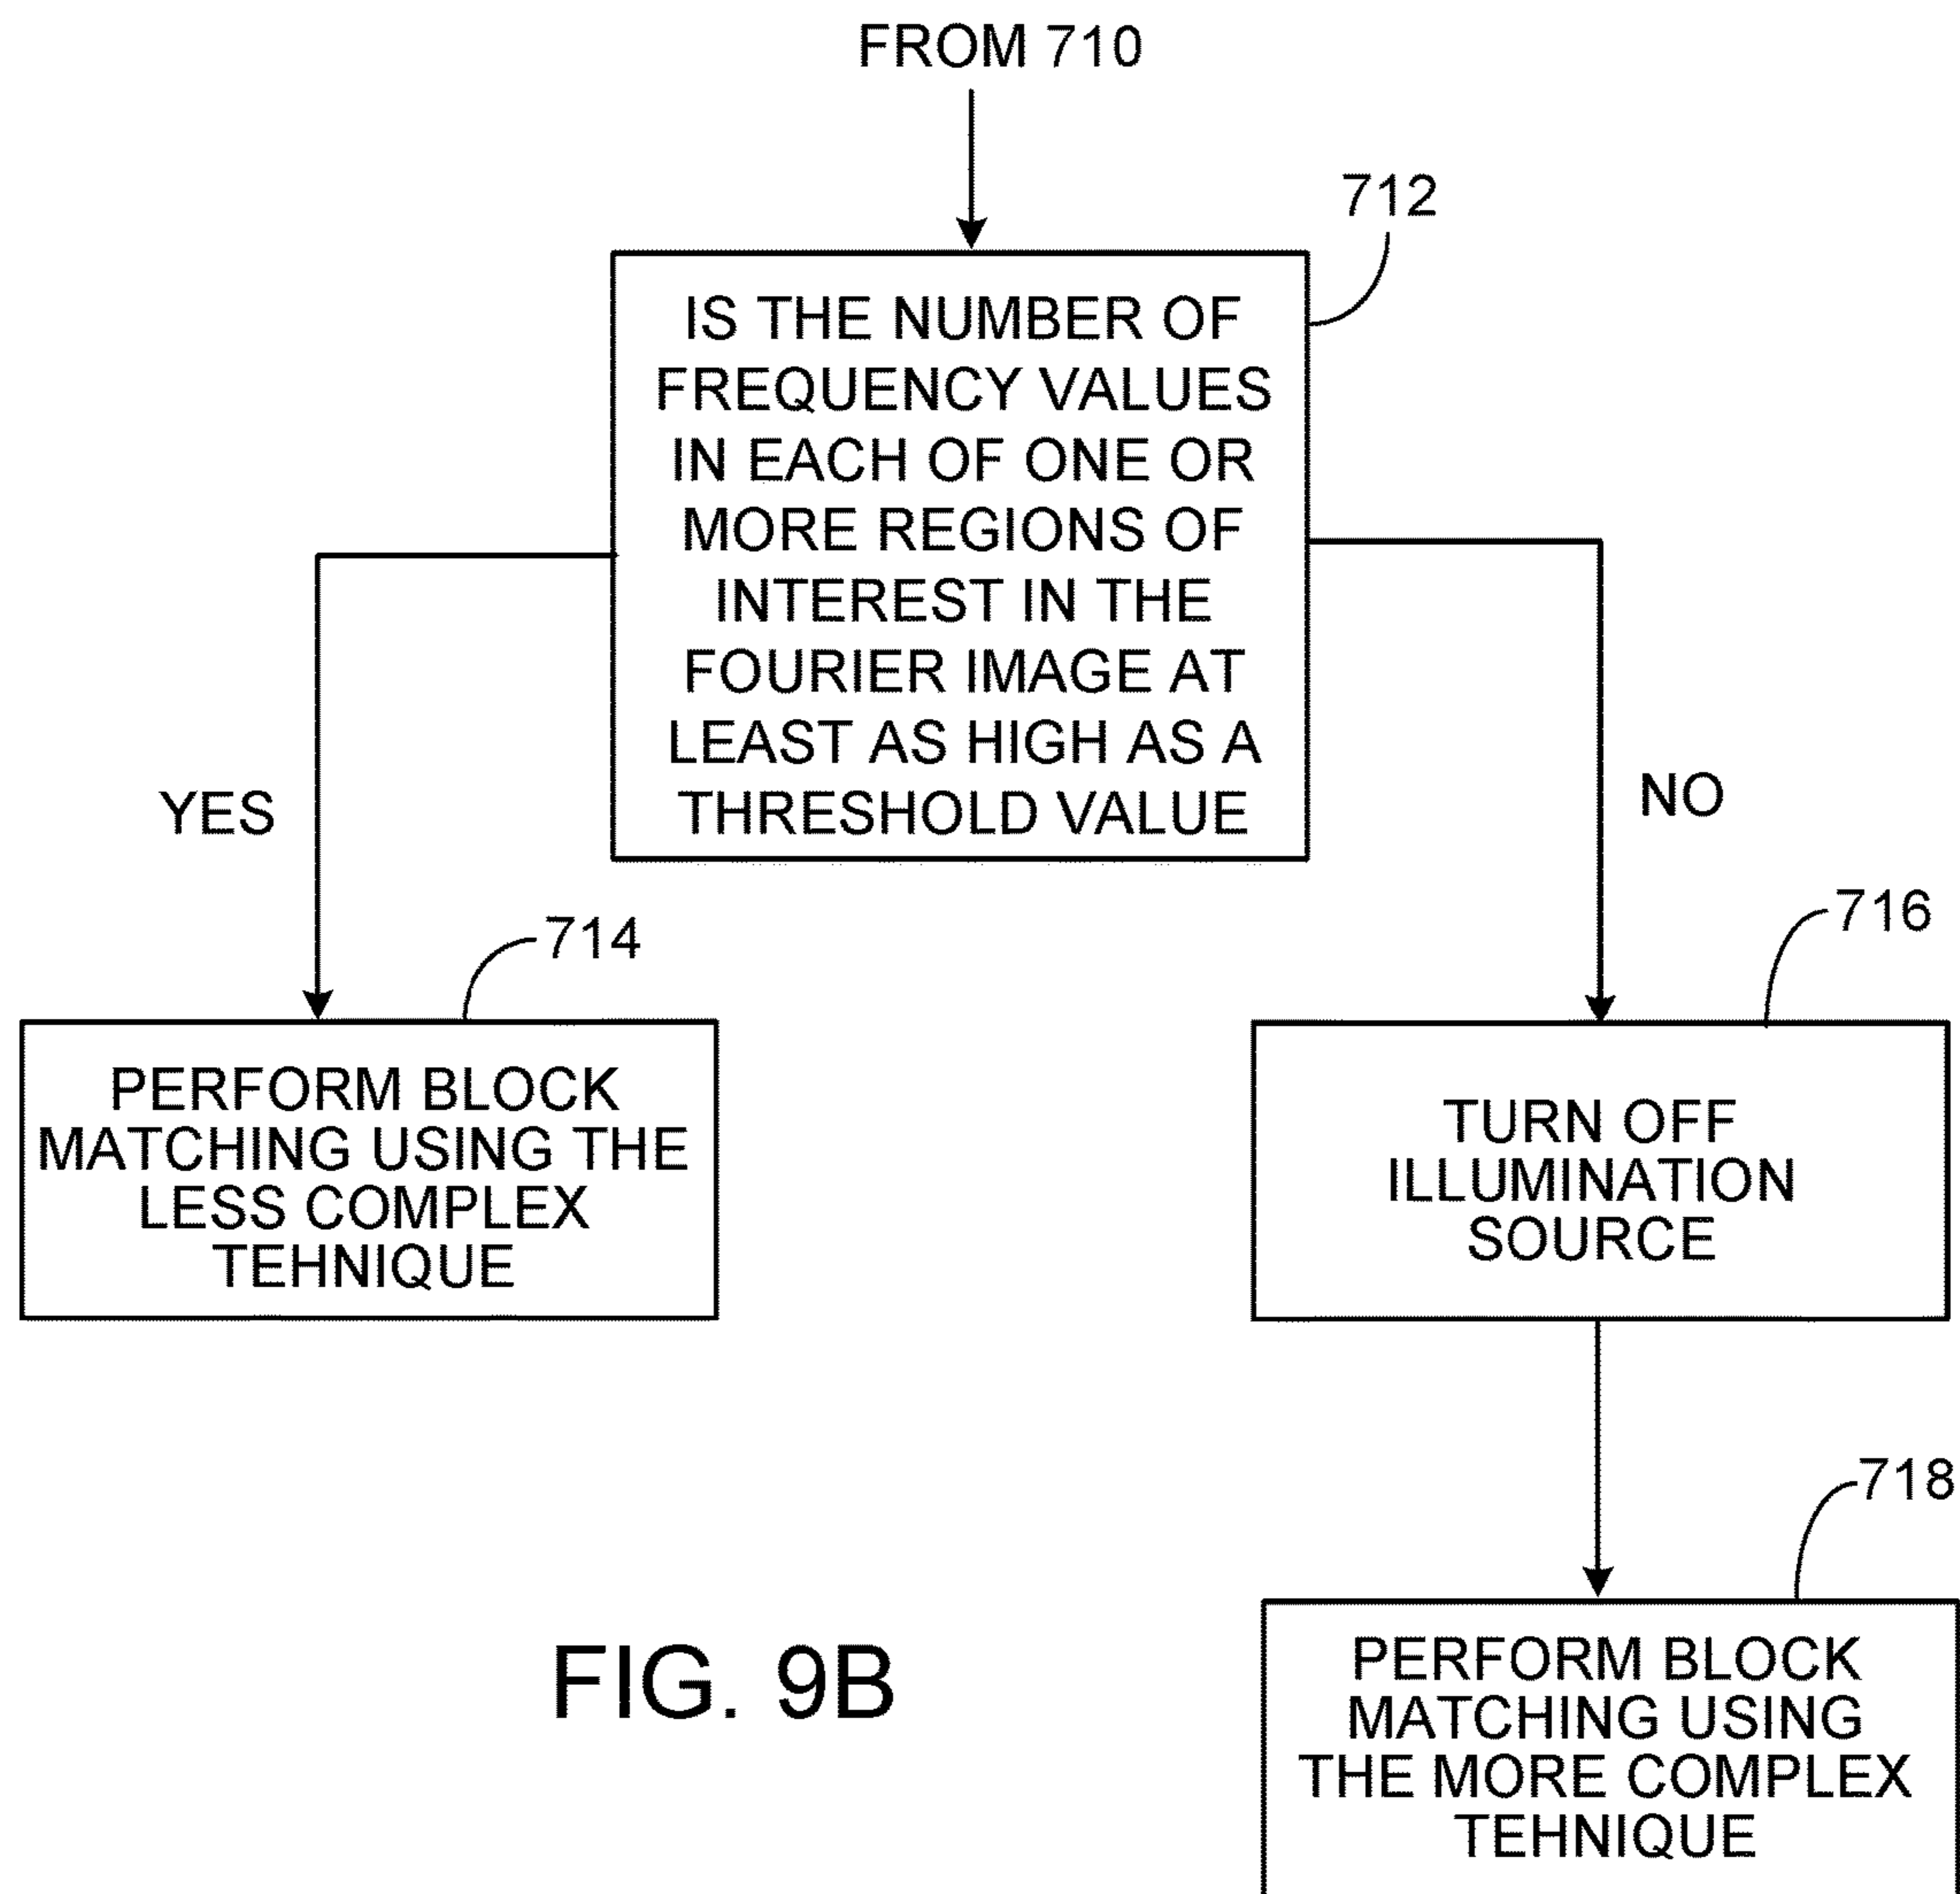 FROM 710
712
IS THE NUMBER OF
FREQUENCY VALUES
IN EACH OF ONE OR
MORE REGIONS OF
INTEREST IN THE
FOURIER IMAGE AT
LEAST AS HIGH AS A
THRESHOLD VALUE
YES
NO
714
PERFORM BLOCK
MATCHING USING THE
LESS COMPLEX
TEHNIQUE
716
TURN OFF
ILLUMINATION
SOURCE
718
PERFORM BLOCK
MATCHING USING
THE MORE COMPLEX
TEHNIQUE
FIG. 9B